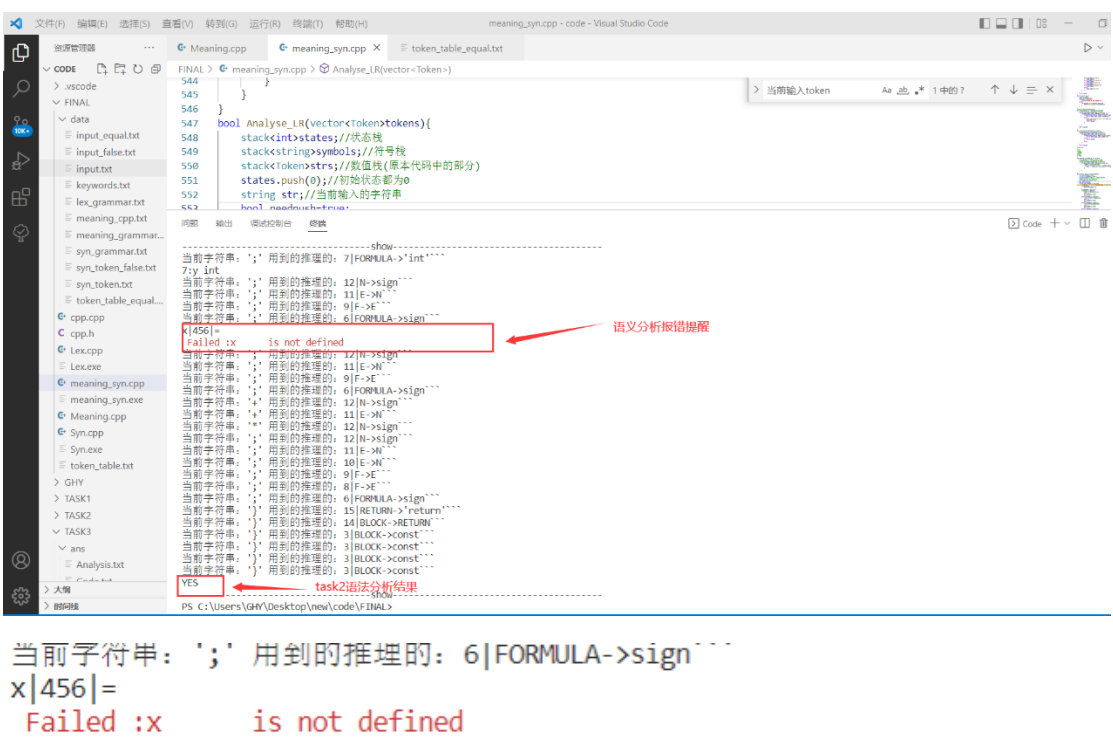 文件(F) 编辑(E) 选择(S) 查看(V) 转到(G) 运行(R) 终端(T) 帮助(H) meaning_syn.cpp - code - Visual Studio Code
资源管理器 ...
Meaning.cpp meaning_syn.cpp × token_table_equal.txt
CODE
FINAL > meaning_syn.cpp > Analyse_LR(vector<Token>)
.vscode
FINAL
data
input_equal.txt
input_false.txt
input.txt
keywords.txt
lex_grammar.txt
meaning_cpp.txt
meaning_grammar...
syn_grammar.txt
syn_token_false.txt
syn_token.txt
token_table_equal....
cpp.cpp
cpp.h
Lex.cpp
Lex.exe
meaning_syn.cpp
meaning_syn.exe
Meaning.cpp
Syn.cpp
Syn.exe
token_table.txt
GHY
TASK1
TASK2
TASK3
ans
Analysis.txt
大纲
时间线
10K+
当前输入token Aa ab .* 1 中的 ?
544 }
545 }
546 }
547 bool Analyse_LR(vector<Token>tokens){
548 stack<int>states;//状态栈
549 stack<string>symbols;//符号栈
550 stack<Token>strs;//数值栈(原本代码中的部分)
551 states.push(0);//初始状态都为0
552 string str;//当前输入的字符串
553 bool needpush=true;
问题 输出 调试控制台 终端 Code
-----------------------------------show---------------------------------------
当前字符串: ';' 用到的推理的: 7|FORMULA->'int'```
7:y int
当前字符串: ';' 用到的推理的: 12|N->sign```
当前字符串: ';' 用到的推理的: 11|E->N```
当前字符串: ';' 用到的推理的: 9|F->E```
当前字符串: ';' 用到的推理的: 6|FORMULA->sign```
x|456|=
Failed :x is not defined
语义分析报错提醒
当前字符串: ';' 用到的推理的: 12|N->sign```
当前字符串: ';' 用到的推理的: 11|E->N```
当前字符串: ';' 用到的推理的: 9|F->E```
当前字符串: ';' 用到的推理的: 6|FORMULA->sign```
当前字符串: '+' 用到的推理的: 12|N->sign```
当前字符串: '+' 用到的推理的: 11|E->N```
当前字符串: '*' 用到的推理的: 12|N->sign```
当前字符串: ';' 用到的推理的: 12|N->sign```
当前字符串: ';' 用到的推理的: 11|E->N```
当前字符串: ';' 用到的推理的: 10|E->N```
当前字符串: ';' 用到的推理的: 9|F->E```
当前字符串: ';' 用到的推理的: 8|F->E```
当前字符串: ';' 用到的推理的: 6|FORMULA->sign```
当前字符串: '}' 用到的推理的: 15|RETURN->'return'````
当前字符串: '}' 用到的推理的: 14|BLOCK->RETURN```
当前字符串: '}' 用到的推理的: 3|BLOCK->const```
当前字符串: '}' 用到的推理的: 3|BLOCK->const```
当前字符串: '}' 用到的推理的: 3|BLOCK->const```
当前字符串: '}' 用到的推理的: 3|BLOCK->const```
YES
task2语法分析结果
-----------------------------------show---------------------------------------
PS C:\Users\GHY\Desktop\new\code\FINAL>
当前字符串: ';' 用到的推理的: 6|FORMULA->sign```
x|456|=
Failed :x is not defined